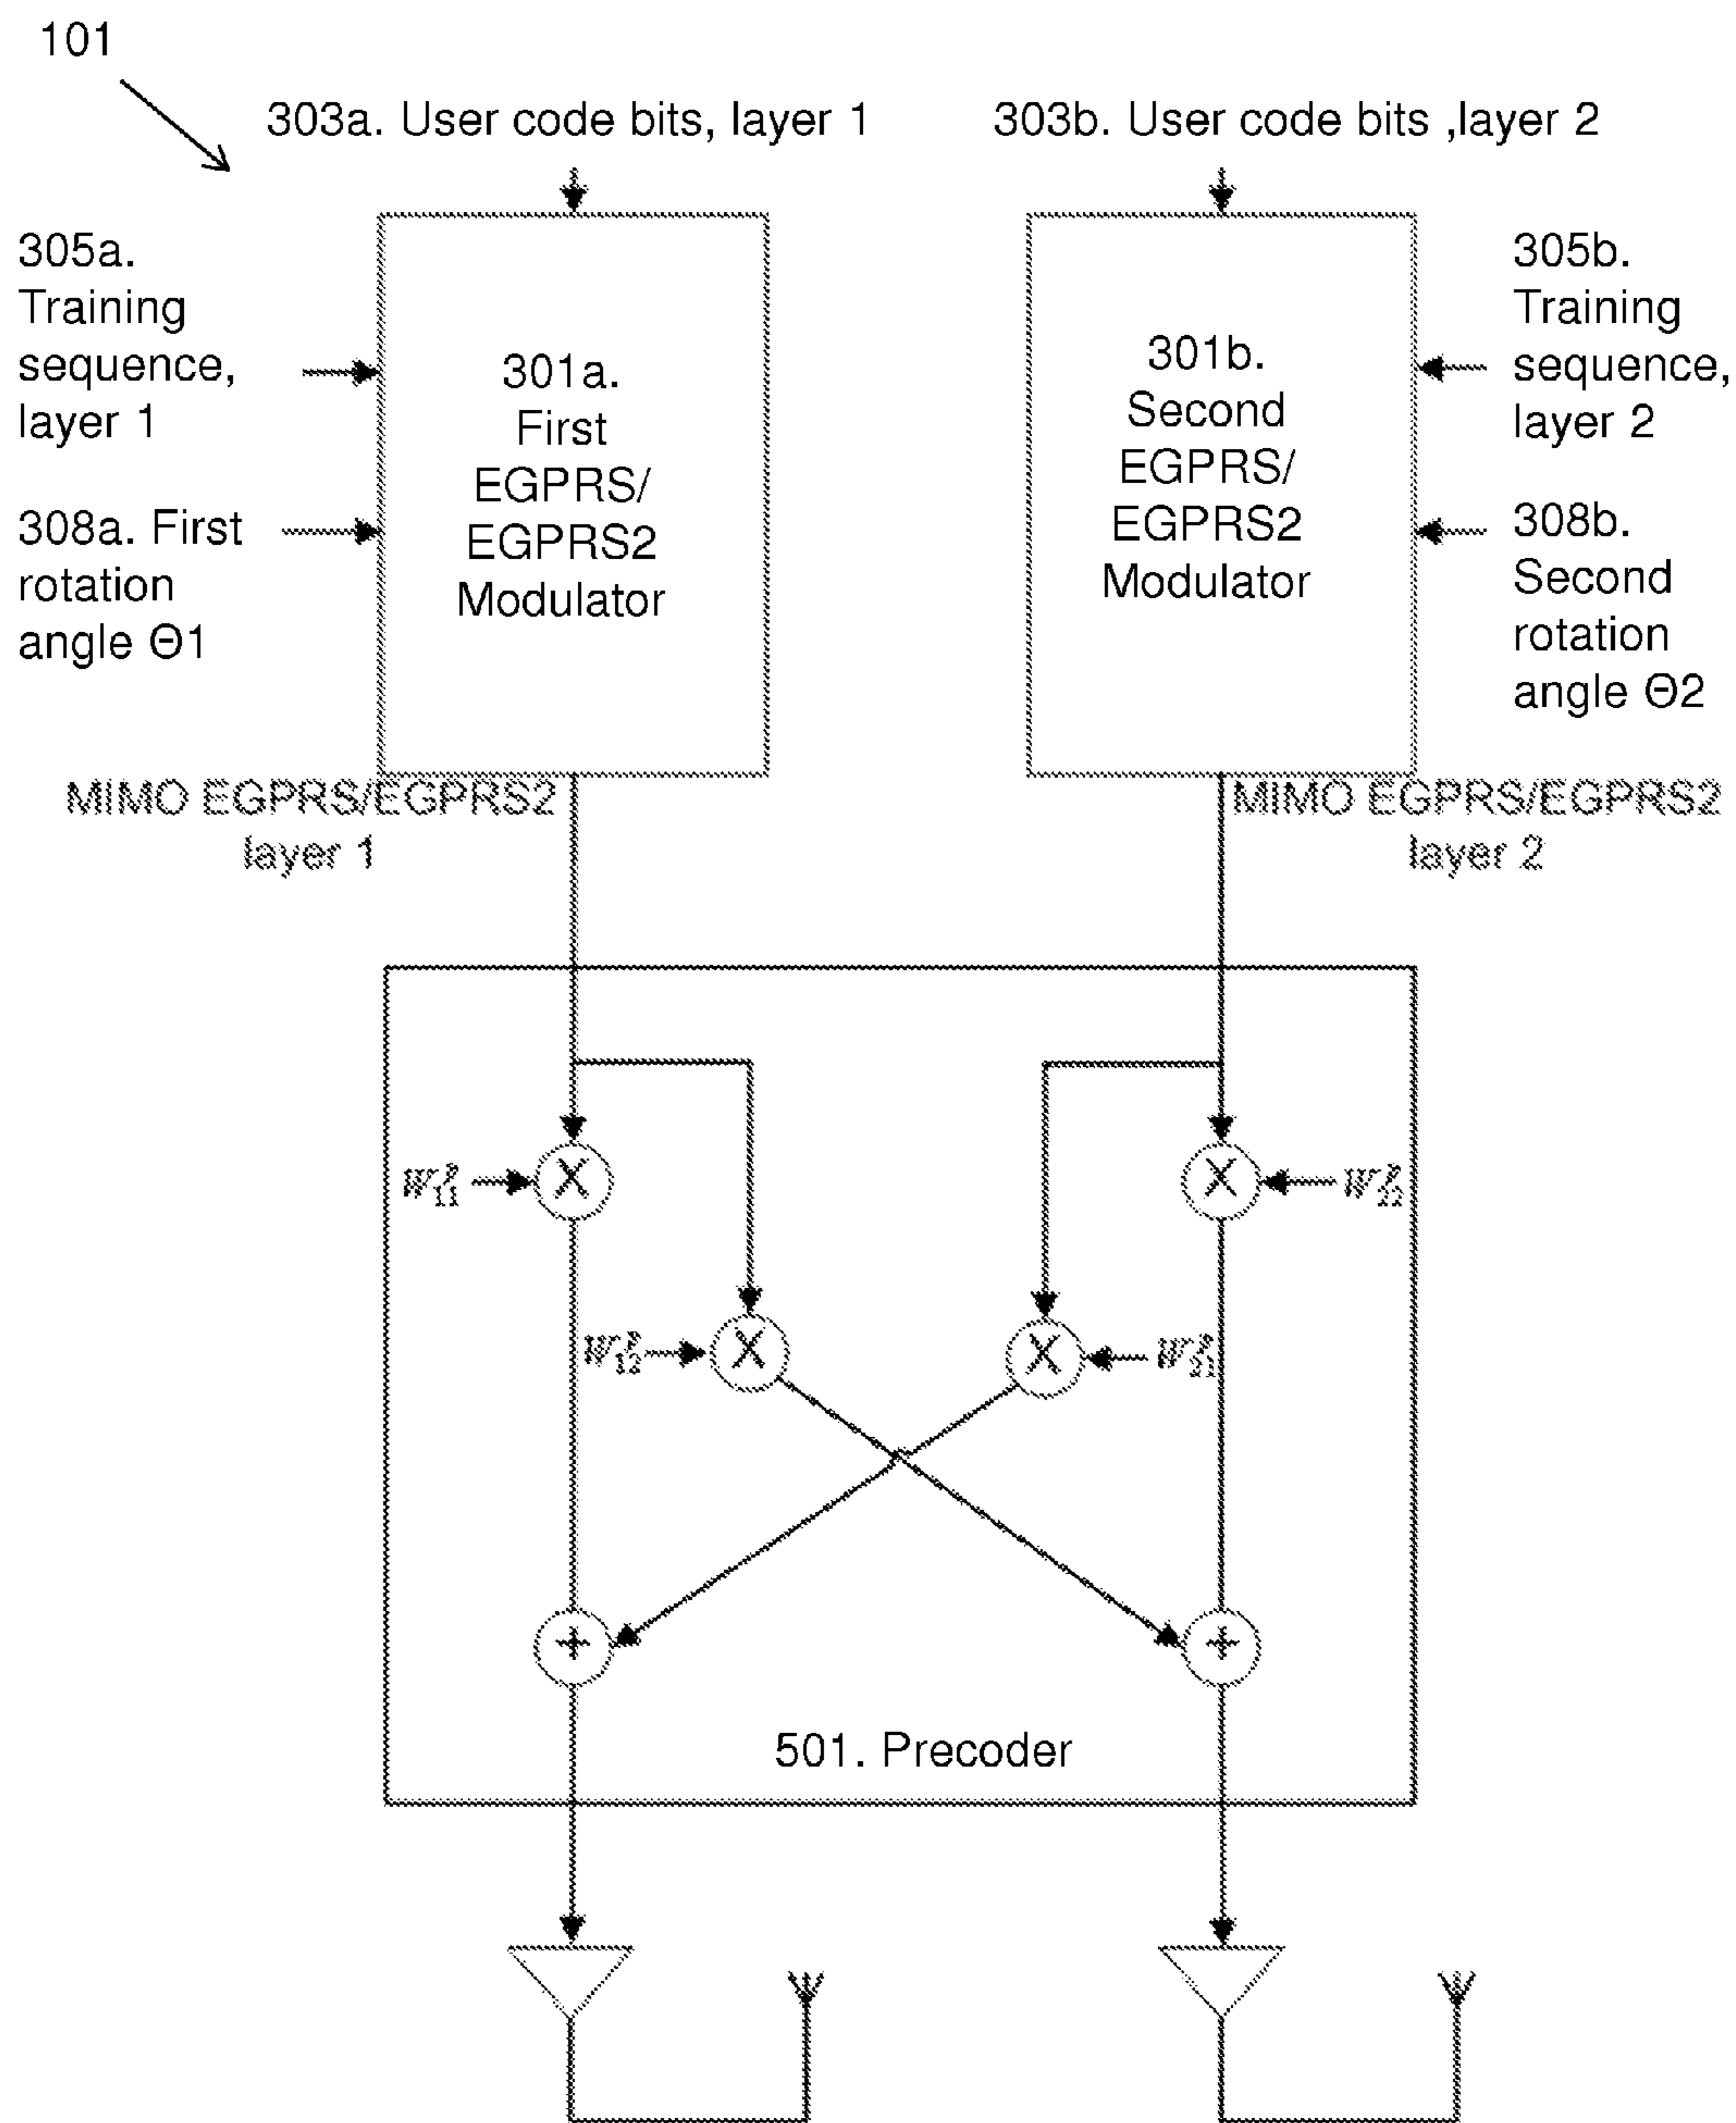 101
303a. User code bits, layer 1
303b. User code bits ,layer 2
305a.
Training
sequence,
layer 1
308a. First
rotation
angle Θ1
301a.
First
EGPRS/
EGPRS2
Modulator
301b.
Second
EGPRS/
EGPRS2
Modulator
305b.
Training
sequence,
layer 2
308b.
Second
rotation
angle Θ2
MIMO EGPRS/EGPRS2
layer 1
MIMO EGPRS/EGPRS2
layer 2
X
X
X
X
+
+
501. Precoder